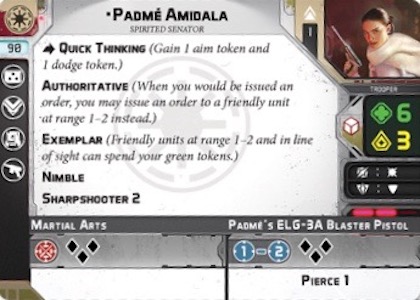 •Padmé Amidala
SPIRITED SENATOR
90
Quick Thinking (Gain 1 aim token and
1 dodge token.)
Authoritative (When you would be issued an
order, you may issue an order to a friendly unit
at range 1–2 instead.)
Exemplar (Friendly units at range 1–2 and in line
of sight can spend your green tokens.)
Nimble
Sharpshooter 2
1
TROOPER
6
3
Martial Arts
Padmé's ELG-3A Blaster Pistol
1 – 2
Pierce 1